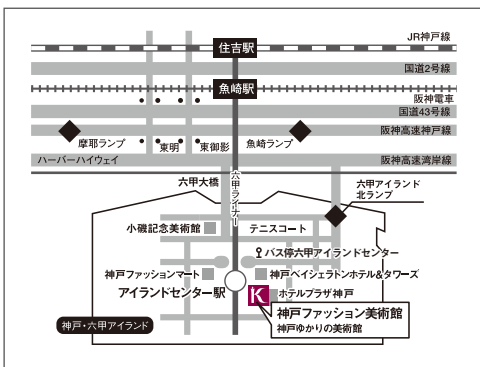 JR神戸線
住吉駅
国道2号線
魚崎駅
阪神電車
国道43号線
摩耶ランプ
東明
東御影
魚崎ランプ
阪神高速神戸線
ハーバーハイウェイ
阪神高速湾岸線
六甲大橋
六甲ライナー
六甲アイランド
北ランプ
小磯記念美術館
テニスコート
バス停六甲アイランドセンター
神戸ファッションマート
神戸ベイシェラトンホテル&タワーズ
アイランドセンター駅
K
ホテルプラザ神戸
神戸ファッション美術館
神戸ゆかりの美術館
神戸・六甲アイランド